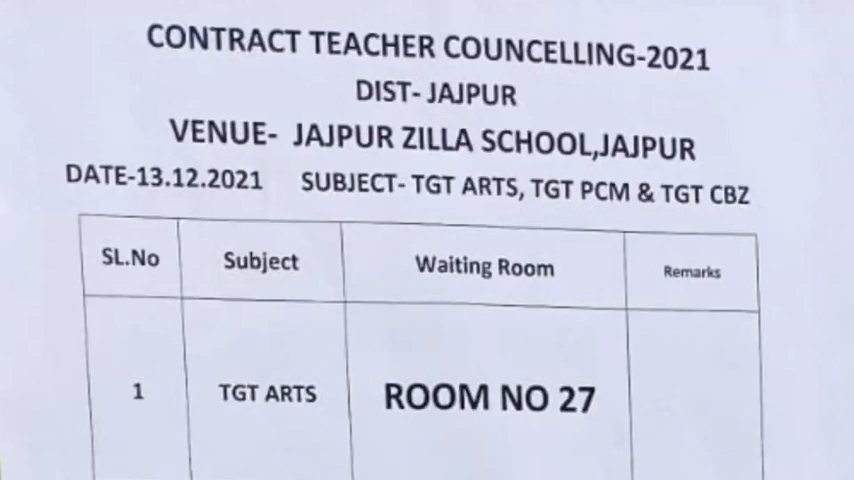 CONTRACT TEACHER COUNCELLING-2021
DIST- JAJPUR
VENUE- JAJPUR ZILLA SCHOOL,JAJPUR
DATE-13.12.2021 SUBJECT- TGT ARTS, TGT PCM & TGT CBZ
SL.No Subject Waiting Room Remarks
1 TGT ARTS ROOM NO 27